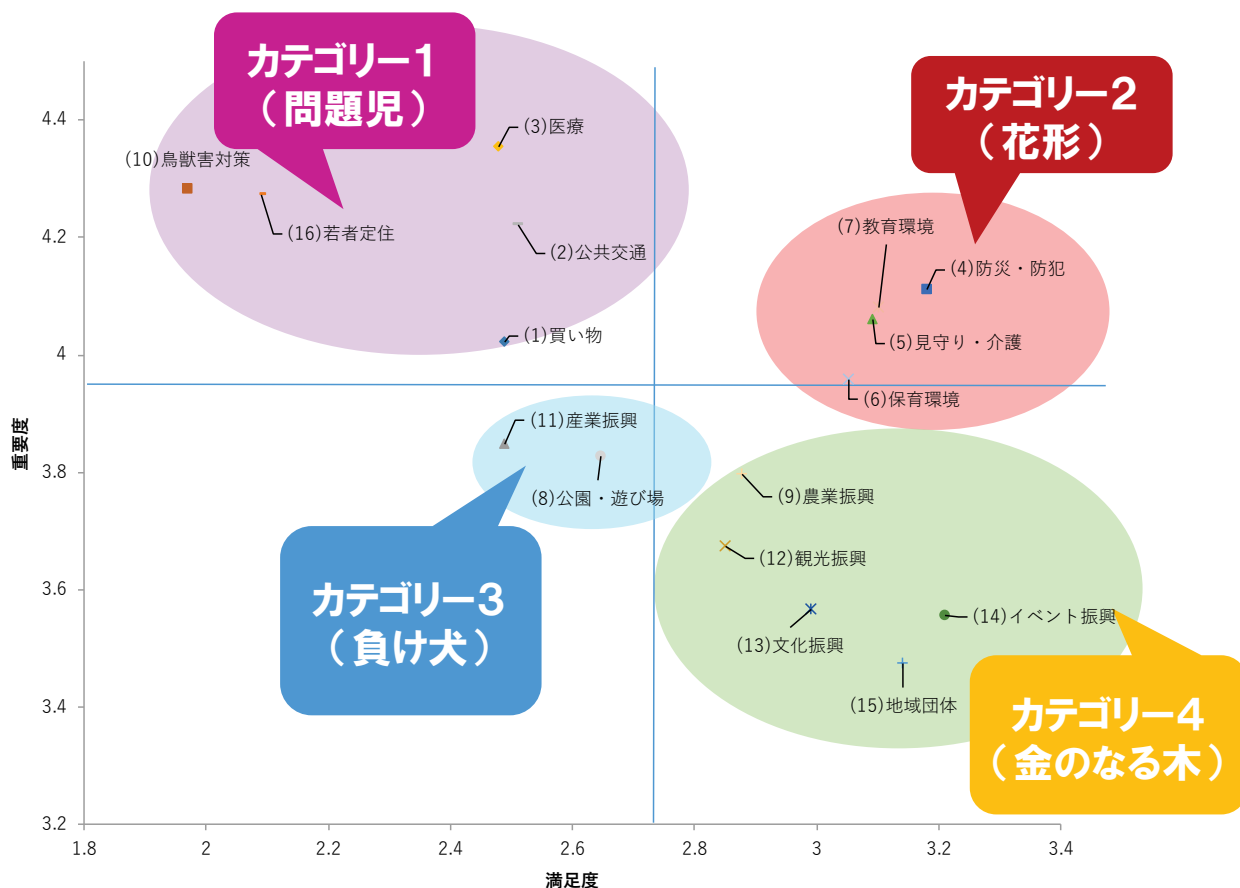 カテゴリー1
（問題児）
カテゴリー2
（花形）
4.4
(3)医療
(10)鳥獣害対策
(7)教育環境
4.2
(16)若者定住
(2)公共交通
(4)防災・防犯
(1)買い物
(5)見守り・介護
4
(6)保育環境
(11)産業振興
重要度
3.8
(8)公園・遊び場
(9)農業振興
(12)観光振興
3.6
カテゴリー3
（負け犬）
(13)文化振興
(14)イベント振興
3.4
(15)地域団体
カテゴリー4
（金のなる木）
3.2
1.8
2
2.2
2.4
2.6
2.8
3
3.2
3.4
満足度